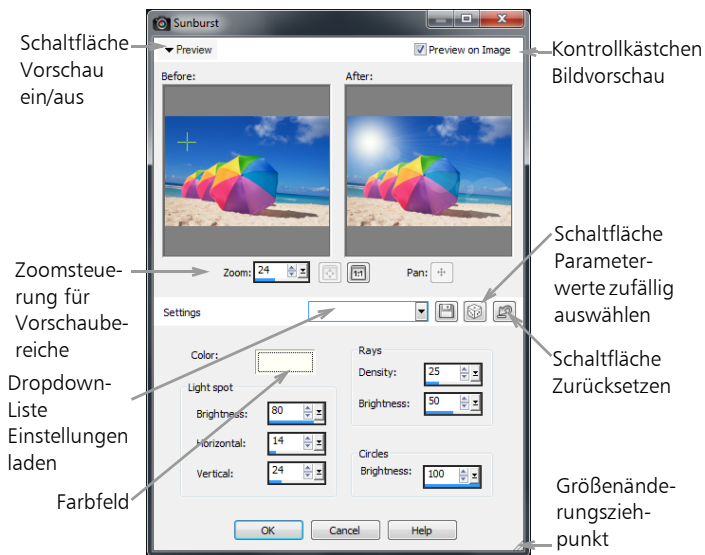 Sunburst
Schaltfläche
Vorschau
ein/aus
Preview
Preview on Image
Kontrollkästchen
Bildvorschau
Before:
After:
Zoomsteue-
rung für
Vorschaube-
reiche
Zoom: 24
1:1
Pan:
Schaltfläche
Parameter-
werte zufällig
auswählen
Settings
Schaltfläche
Zurücksetzen
Dropdown-
Liste
Einstellungen
laden
Color:
Light spot
Brightness: 80
Horizontal: 14
Vertical: 24
Rays
Density: 25
Brightness: 50
Circles
Brightness: 100
Farbfeld
Größenände-
rungszieh-
punkt
OK
Cancel
Help